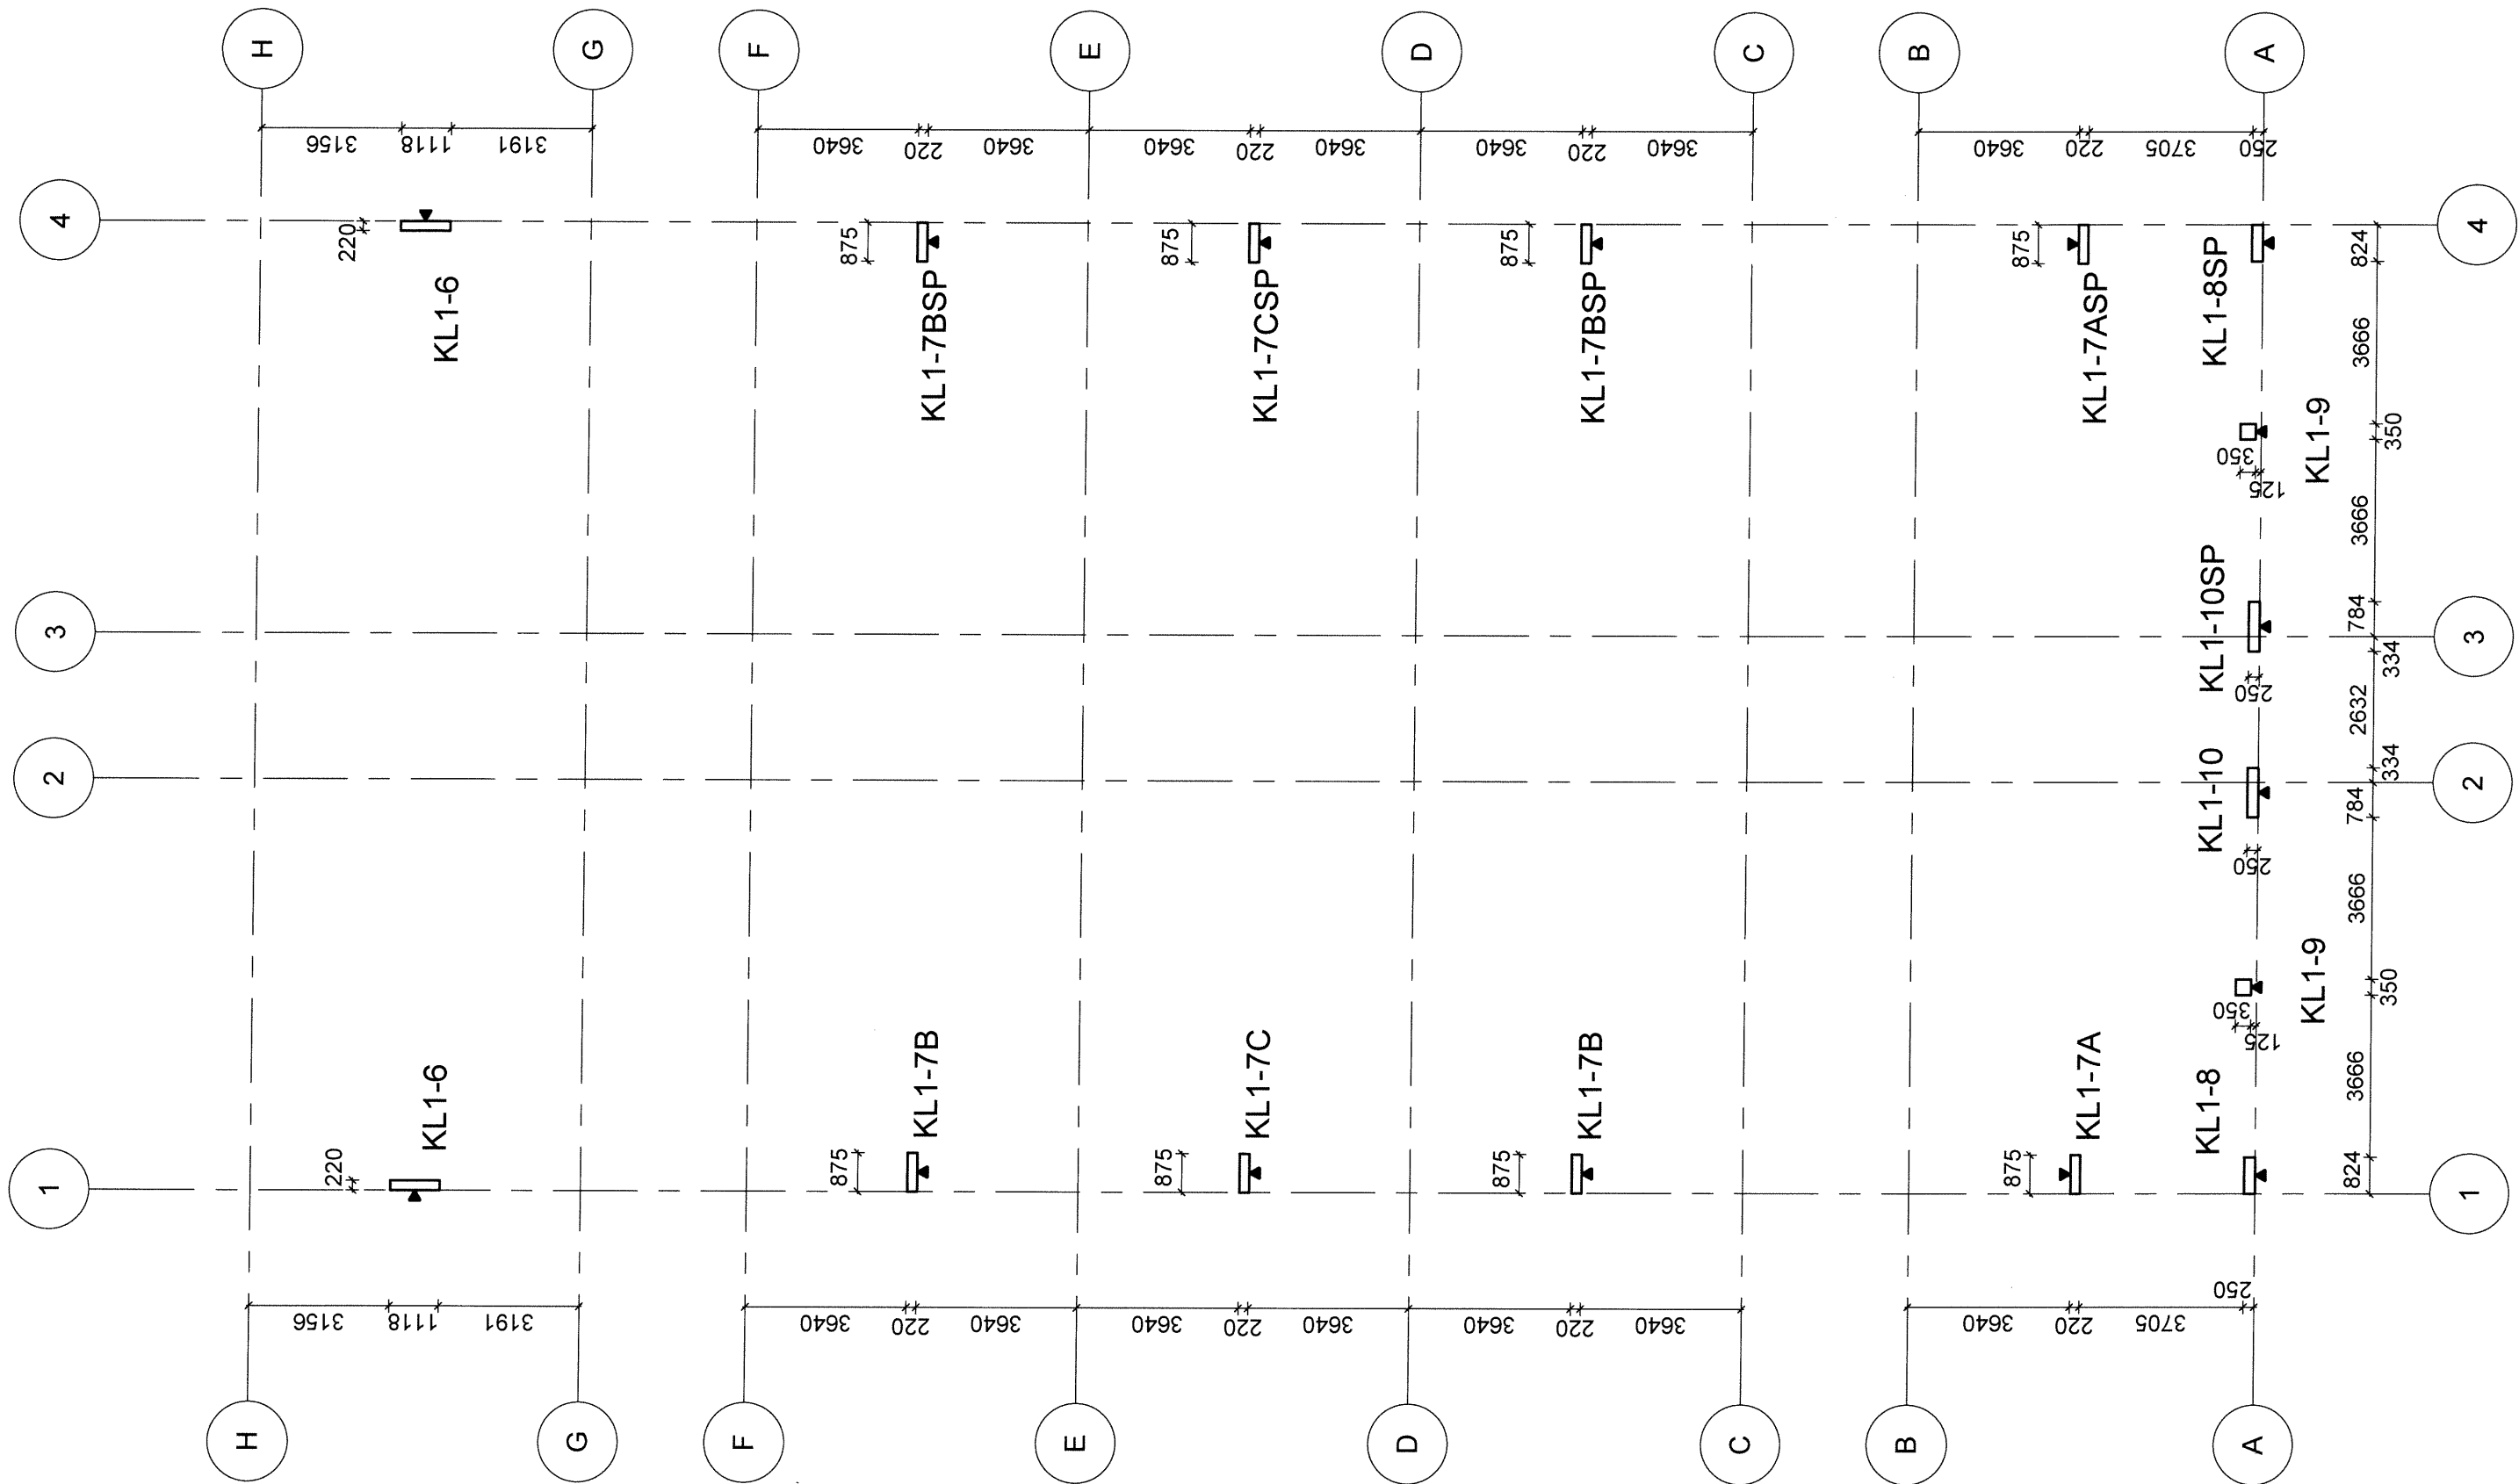 H
G
F
E
D
C
B
A
3156
1118
3191
3640
220
3640
3640
220
3640
3640
220
3640
3640
220
3705
250
4
220
KL1-6
875
KL1-7BSP
875
KL1-7CSP
875
KL1-7BSP
875
KL1-7ASP
KL1-8SP
824
4
3666
350
125
KL1-9
350
3666
3
KL1-10SP
784
334
3
250
2632
2
KL1-10
334
784
2
250
3666
350
125
KL1-9
350
3666
1
220
KL1-6
875
KL1-7B
875
KL1-7C
875
KL1-7B
875
KL1-7A
KL1-8
824
1
3156
1118
3191
3640
220
3640
3640
220
3640
3640
220
3640
3640
220
3705
250
H
G
F
E
D
C
B
A